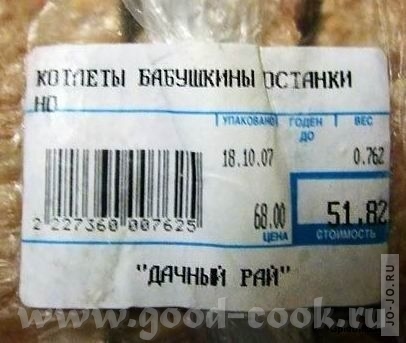 КОТЛЕТЫ БАБУШКИНЫ ОСТАНКИ
НО
УПАКОВАНО ГОДЕН ДО ВЕС
18.10.07 0.762
2 227360 007625
68.00 51.82
ЦЕНА СТОИМОСТЬ
"ДАЧНЫЙ РАЙ"
www.good-cook.ru
JO-JO.RU